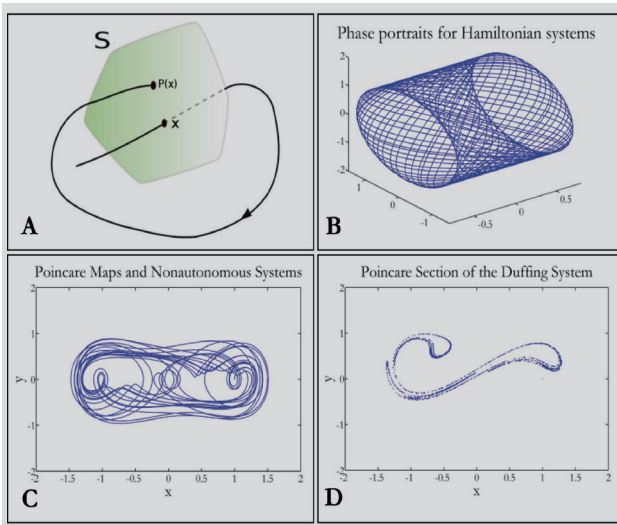 S
P(x)
X
A
Phase portraits for Hamiltonian systems
2
1
0
-1
-2
1
0
-1
-0.5
0
0.5
B
Poincare Maps and Nonautonomous Systems
2
1
y 0
-1
-2
-2 -1.5 -1 -0.5 0 0.5 1 1.5 2
x
C
Poincare Section of the Duffing System
2
1
y 0
-1
-2
-2 -1.5 -1 -0.5 0 0.5 1 1.5 2
x
D